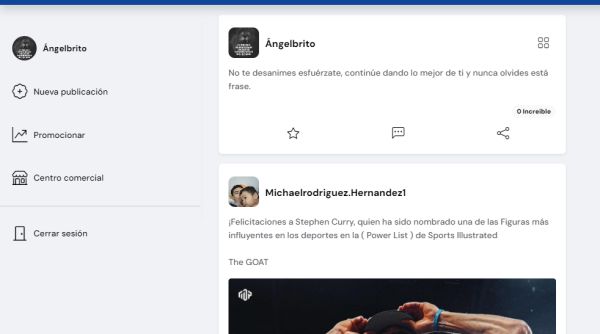 Ángelbrito
Nueva publicación
Promocionar
Centro comercial
Cerrar sesión
Ángelbrito
No te desanimes esfuérzate, continúe dando lo mejor de ti y nunca olvides está
frase.
0 Increíble
Michaelrodriguez.Hernandez1
¡Felicitaciones a Stephen Curry, quien ha sido nombrado una de las Figuras más
influyentes en los deportes en la ( Power List ) de Sports Illustrated
The GOAT